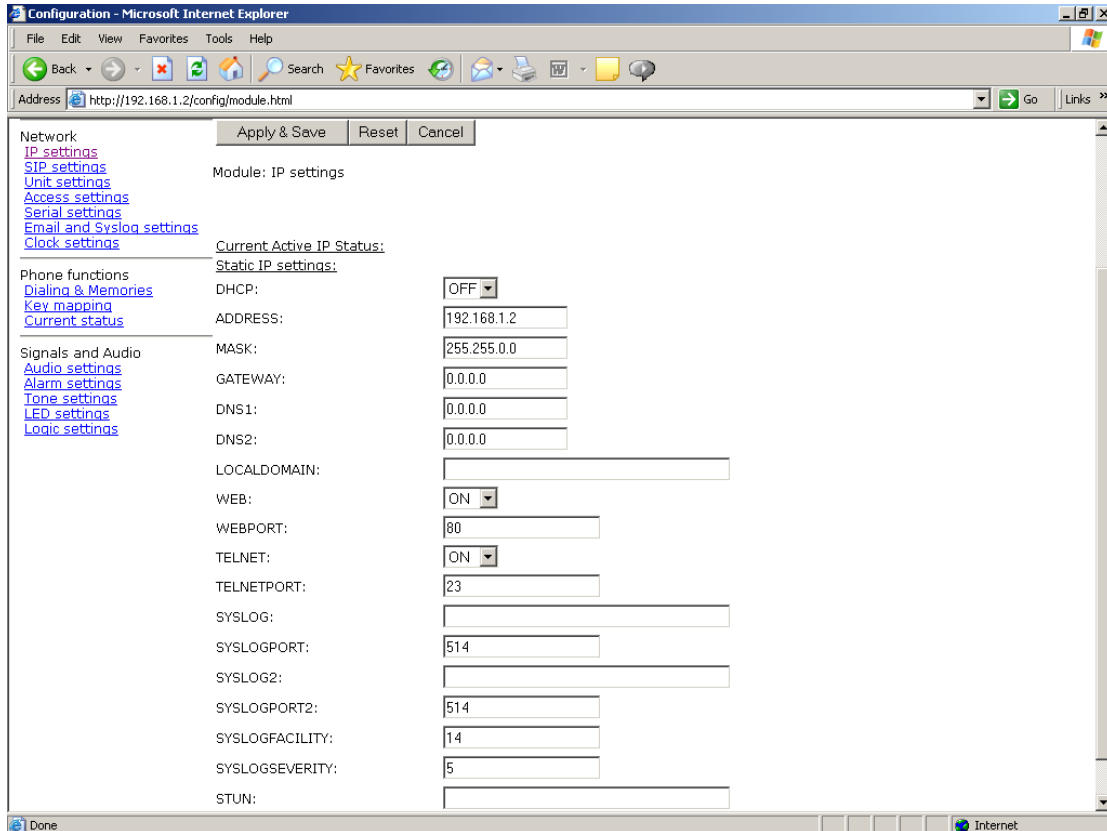 Configuration - Microsoft Internet Explorer
File Edit View Favorites Tools Help
Back Search Favorites
Address http://192.168.1.2/config/module.html Go Links »
Network
IP settings
SIP settings
Unit settings
Access settings
Serial settings
Email and Syslog settings
Clock settings
Phone functions
Dialing & Memories
Key mapping
Current status
Signals and Audio
Audio settings
Alarm settings
Tone settings
LED settings
Logic settings
Apply & Save Reset Cancel
Module: IP settings
Current Active IP Status:
Static IP settings:
DHCP: OFF
ADDRESS: 192.168.1.2
MASK: 255.255.0.0
GATEWAY: 0.0.0.0
DNS1: 0.0.0.0
DNS2: 0.0.0.0
LOCALDOMAIN:
WEB: ON
WEBPORT: 80
TELNET: ON
TELNETPORT: 23
SYSLOG:
SYSLOGPORT: 514
SYSLOG2:
SYSLOGPORT2: 514
SYSLOGFACILITY: 14
SYSLOGSEVERITY: 5
STUN:
Done Internet